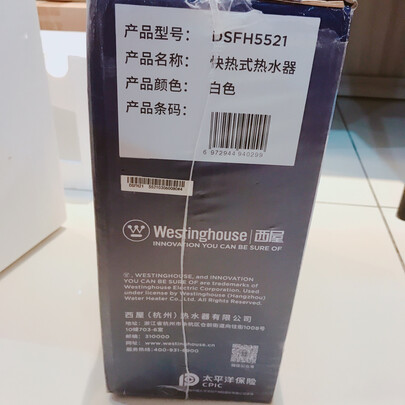 产品型号： DSFH5521
产品名称： 快热式热水器
产品颜色： 白色
产品条码：
6 972944 940299
Westinghouse 西屋
INNOVATION YOU CAN BE SURE OF
Ⓦ, WESTINGHOUSE, and INNOVATION
YOU CAN BE SURE OF are trademarks of
Westinghouse Electric Corporation. Used
under license by Westinghouse (Hangzhou)
Water Heater Co., Ltd. All Rights Reserved.
西屋（杭州）热水器有限公司
邮编： 310000
www.westinghouse.cn
太平洋保险
CPIC